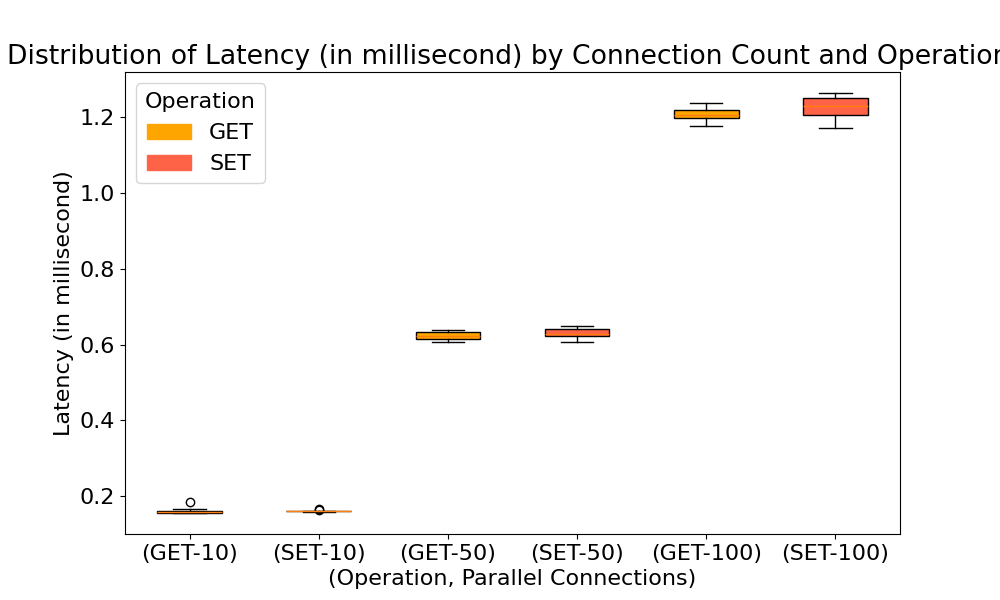 Distribution of Latency (in millisecond) by Connection Count and Operation
Operation
GET
SET
Latency (in millisecond)
1.2
1.0
0.8
0.6
0.4
0.2
(GET-10) (SET-10) (GET-50) (SET-50) (GET-100) (SET-100)
(Operation, Parallel Connections)